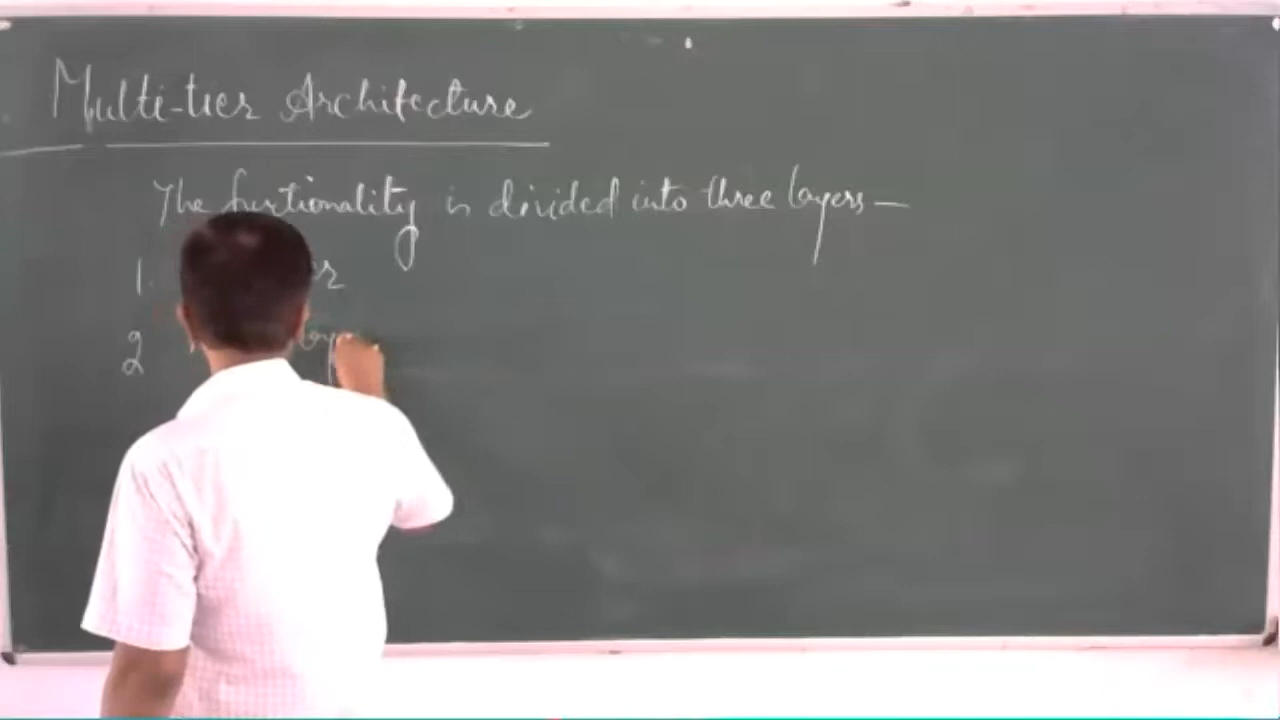 Multi-tier Architecture
The functionality is divided into three layers —
1.
2